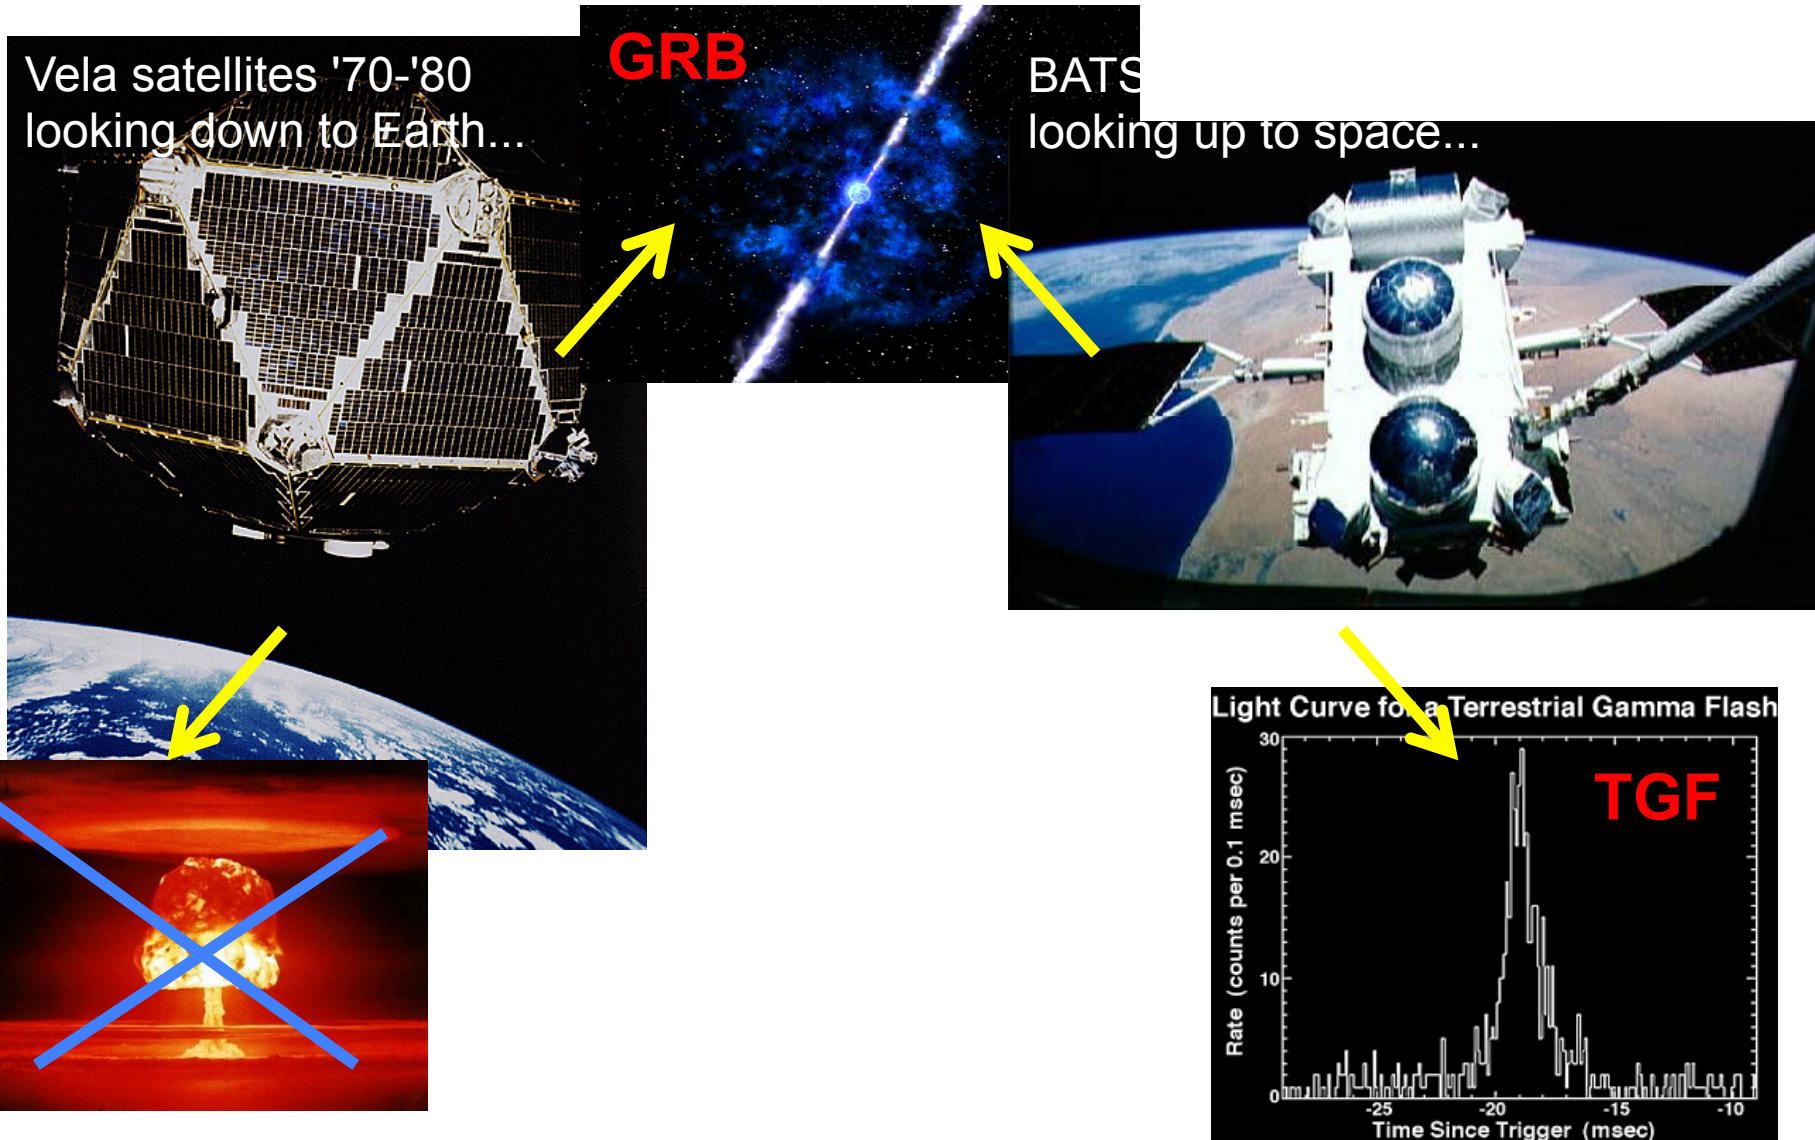 Vela satellites '70-'80
looking down to Earth...
GRB
BATS
looking up to space...
Light Curve for a Terrestrial Gamma Flash
TGF
Rate (counts per 0.1 msec)
30
20
10
0
-25
-20
-15
-10
Time Since Trigger (msec)